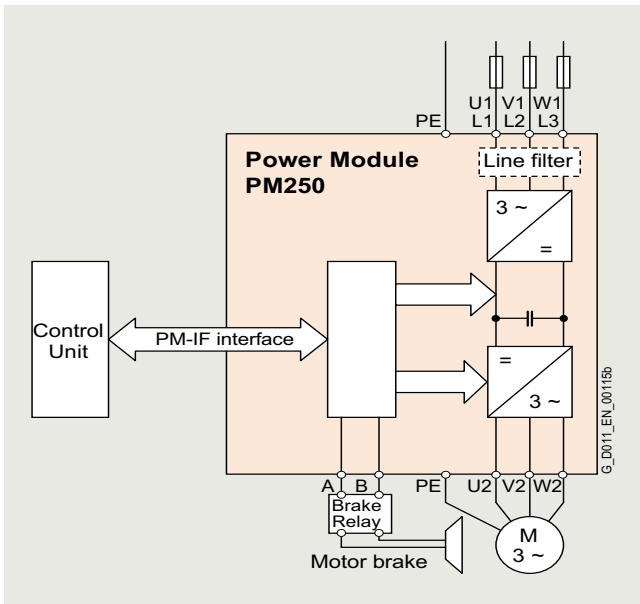 U1 V1 W1
PE L1 L2 L3
Power Module
PM250
Line filter
3 ~
=
Control
Unit
PM-IF interface
=
3 ~
G_D011_EN_00115b
A B PE U2 V2 W2
Brake
Relay
Motor brake
M
3 ~